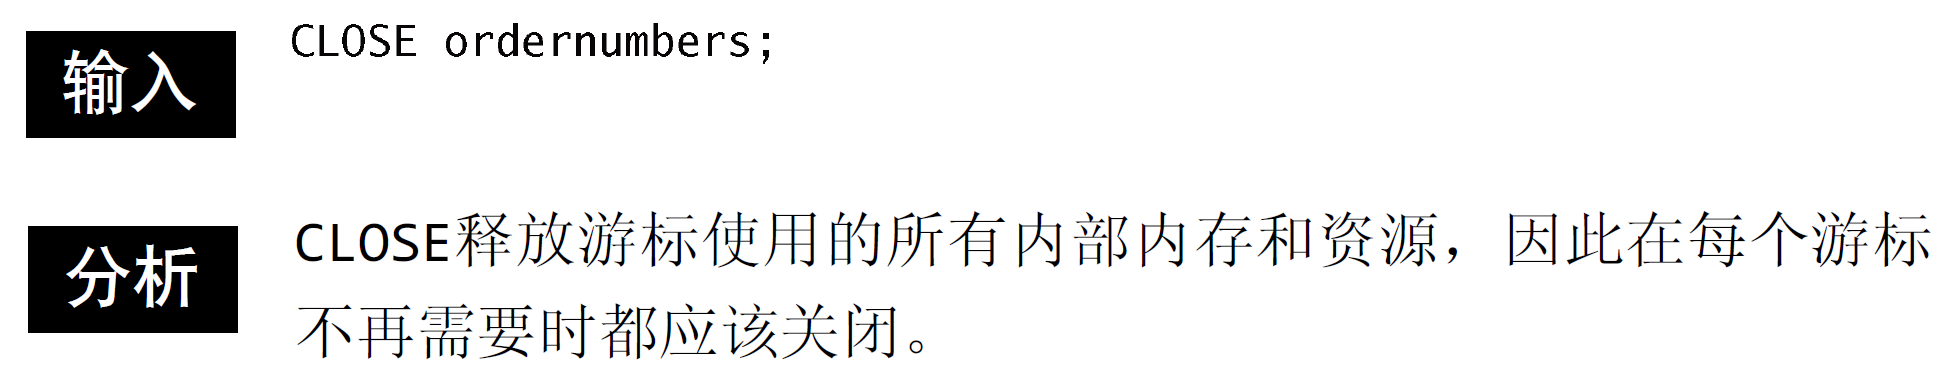 输入
CLOSE ordernumbers;
分析
CLOSE释放游标使用的所有内部内存和资源，因此在每个游标
不再需要时都应该关闭。